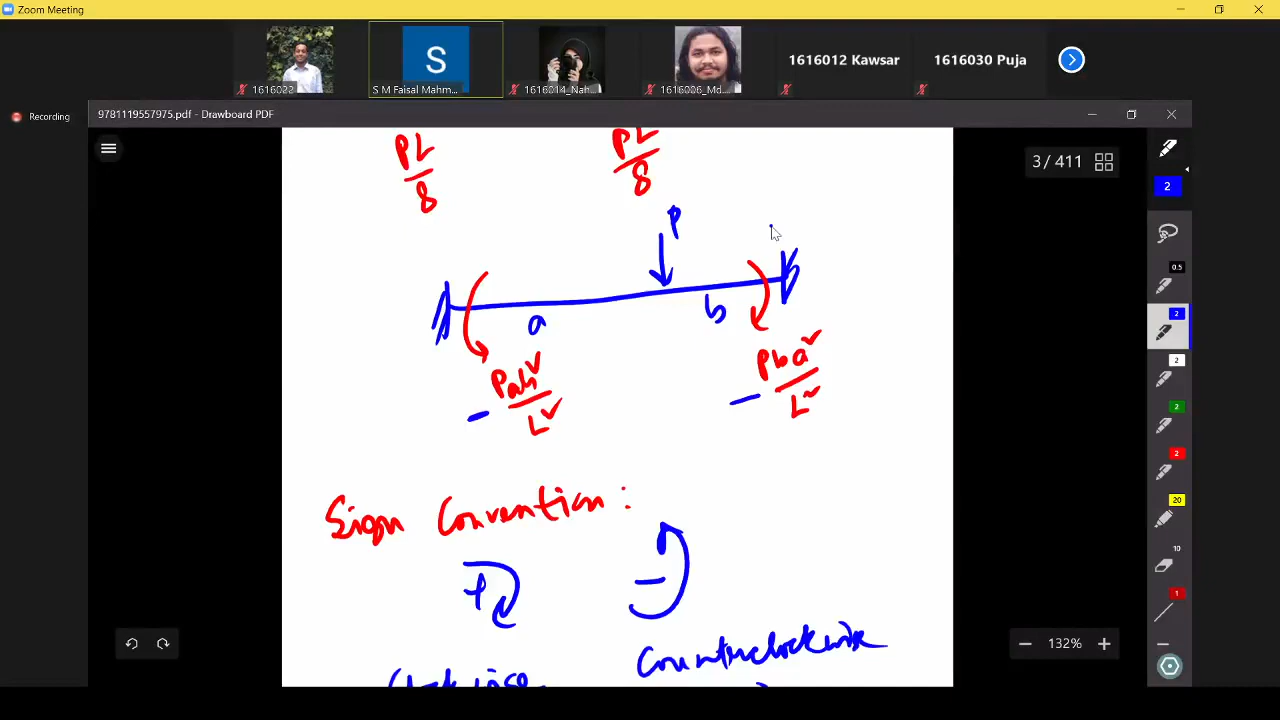 Zoom Meeting
S
1616012 Kawsar
1616030 Puja
1616022
S M Faisal Mahm...
1616014_Nah...
1616006_Md...
Recording
9781119557975.pdf - Drawboard PDF
3 / 411
2
PL
8
PL
8
P
a
b
Pab²
- L²
Pba²
- L²
Sign Convention :
+
-
Clockwise
Counterclockwise
0.5
2
2
2
2
20
10
1
132%